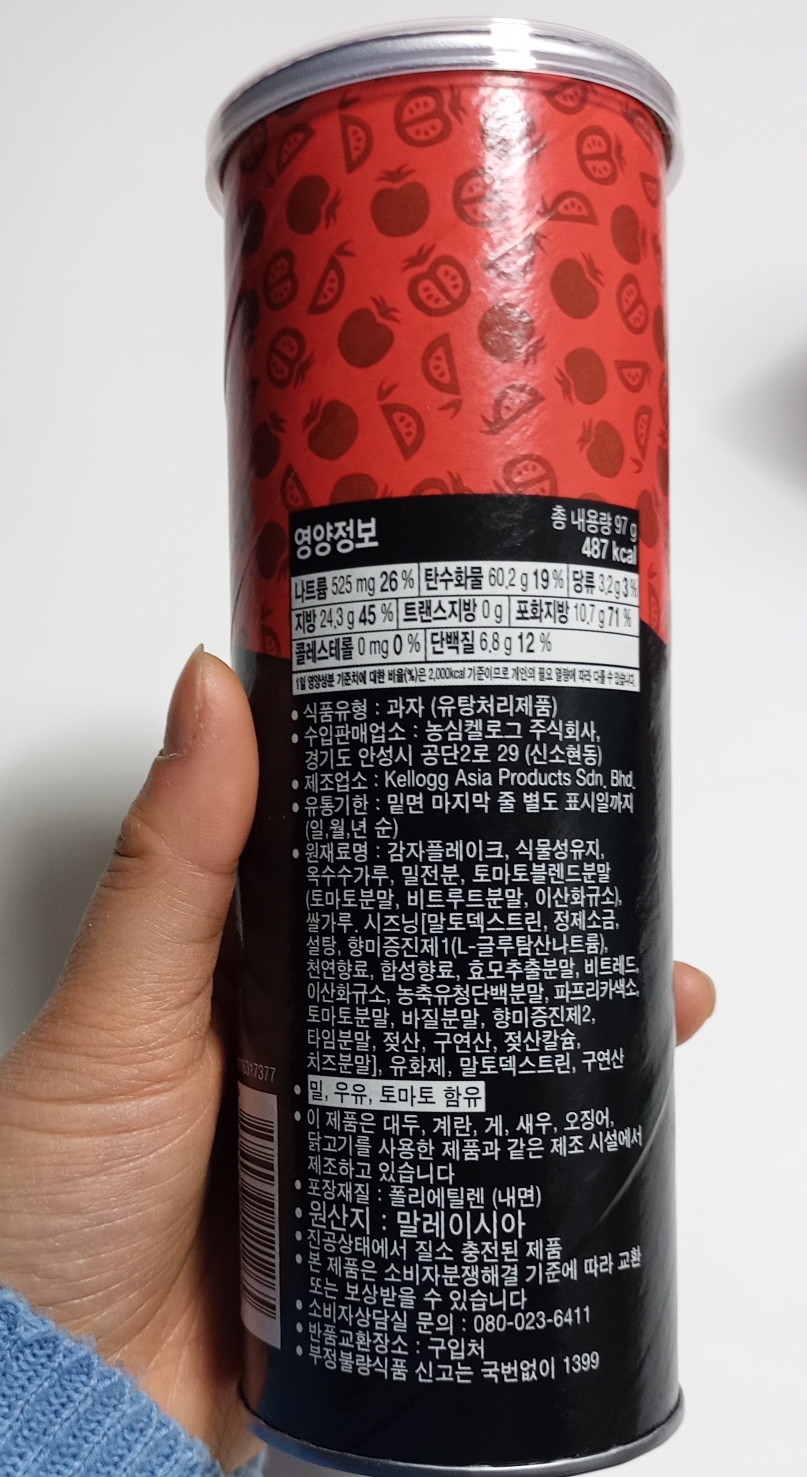 영양정보
총 내용량 97 g
487 kcal
나트륨 525 mg 26 % 탄수화물 60.2 g 19 % 당류 3.2 g 3 %
지방 24.3 g 45 % 트랜스지방 0 g 포화지방 10.7 g 71 %
콜레스테롤 0 mg 0 % 단백질 6.8 g 12 %
1일 영양성분 기준치에 대한 비율(%)은 2,000kcal 기준이므로 개인의 필요 열량에 따라 다를 수 있습니다.
• 식품유형 : 과자 (유탕처리제품)
• 수입판매업소 : 농심켈로그 주식회사,
경기도 안성시 공단2로 29 (신소현동)
• 제조업소 : Kellogg Asia Products Sdn. Bhd.
• 유통기한 : 밑면 마지막 줄 별도 표시일까지
(일,월,년 순)
• 원재료명 : 감자플레이크, 식물성유지,
옥수수가루, 밀전분, 토마토블렌드분말
(토마토분말, 비트루트분말, 이산화규소),
쌀가루. 시즈닝[말토덱스트린, 정제소금,
설탕, 향미증진제1(L-글루탐산나트륨),
천연향료, 합성향료, 효모추출분말, 비트레드,
이산화규소, 농축유청단백분말, 파프리카색소,
토마토분말, 바질분말, 향미증진제2,
타임분말, 젖산, 구연산, 젖산칼슘,
치즈분말], 유화제, 말토덱스트린, 구연산
• 밀, 우유, 토마토 함유
• 이 제품은 대두, 계란, 게, 새우, 오징어,
닭고기를 사용한 제품과 같은 제조 시설에서
제조하고 있습니다
• 포장재질 : 폴리에틸렌 (내면)
• 원산지 : 말레이시아
• 진공상태에서 질소 충전된 제품
• 본 제품은 소비자분쟁해결 기준에 따라 교환
또는 보상받을 수 있습니다
• 소비자상담실 문의 : 080-023-6411
• 반품교환장소 : 구입처
• 부정불량식품 신고는 국번없이 1399